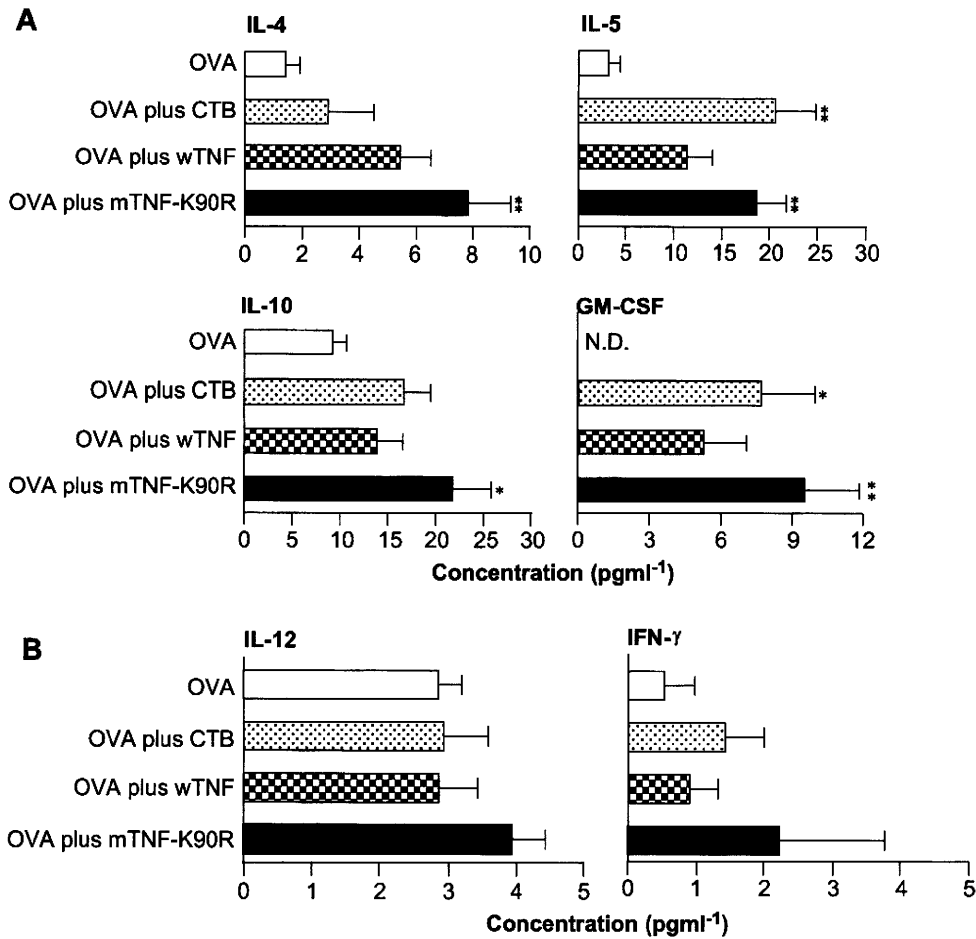 A
IL-4
IL-5
OVA
OVA plus CTB
**
OVA plus wTNF
OVA plus mTNF-K90R
**
**
0 2 4 6 8 10
0 5 10 15 20 25 30
IL-10
GM-CSF
OVA
N.D.
OVA plus CTB
*
OVA plus wTNF
OVA plus mTNF-K90R
*
**
0 5 10 15 20 26 30
0 3 6 9 12
Concentration (pgml-1)
B
IL-12
IFN-γ
OVA
OVA plus CTB
OVA plus wTNF
OVA plus mTNF-K90R
0 1 2 3 4 5
0 1 2 3 4 5
Concentration (pgml-1)